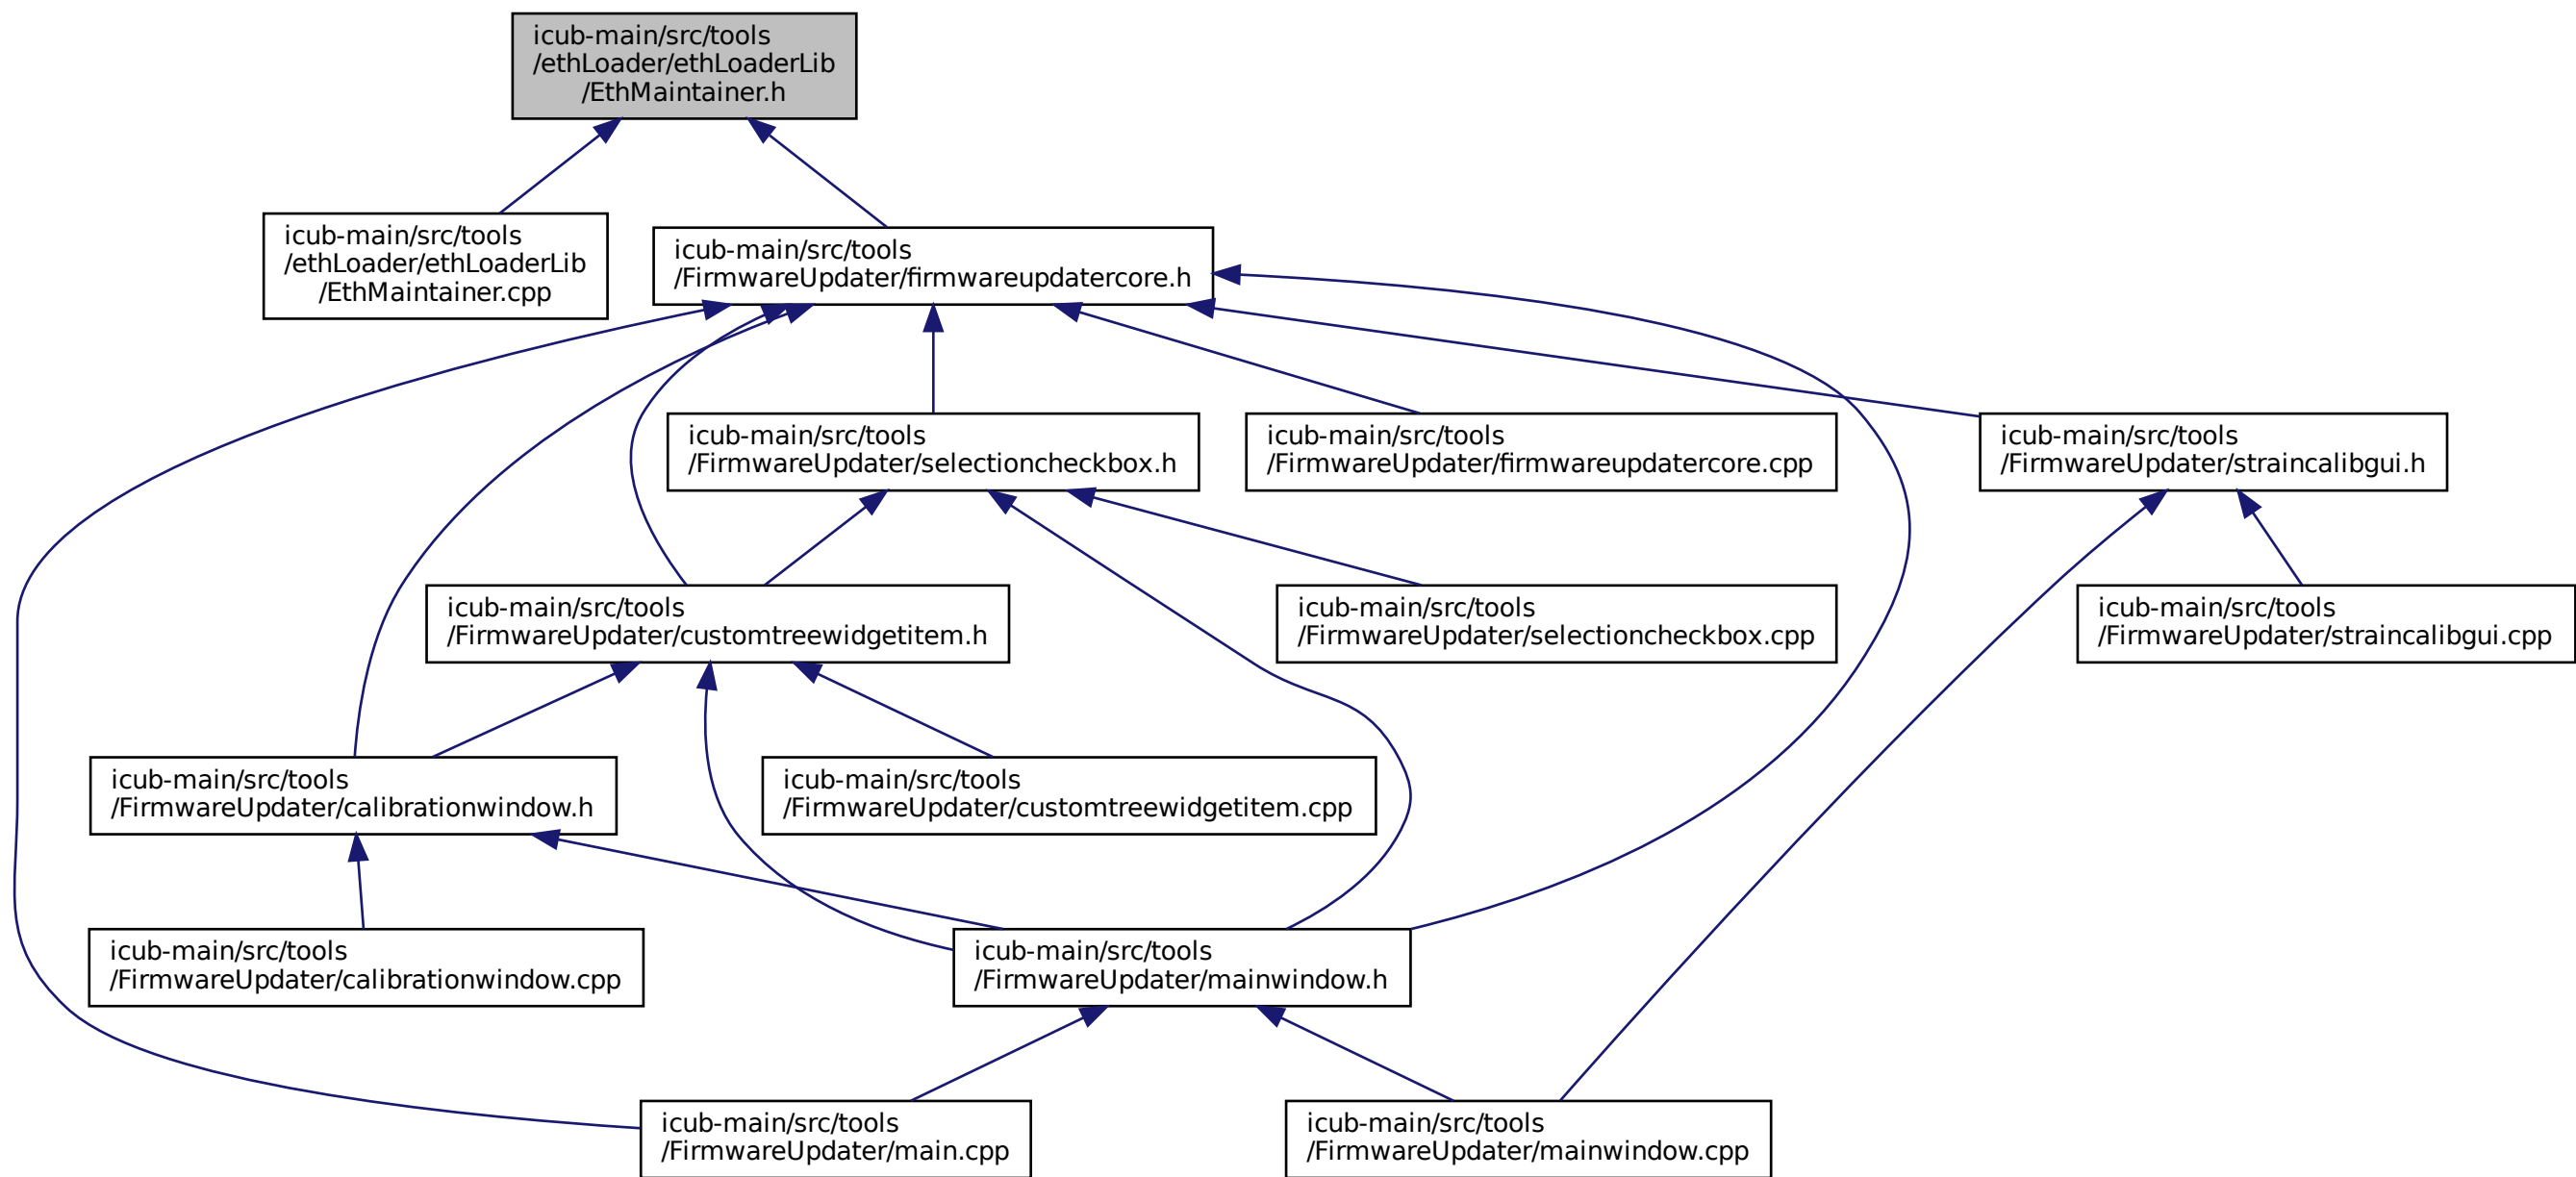 icub-main/src/tools
/ethLoader/ethLoaderLib
/EthMaintainer.h
icub-main/src/tools
/ethLoader/ethLoaderLib
/EthMaintainer.cpp
icub-main/src/tools
/FirmwareUpdater/firmwareupdatercore.h
icub-main/src/tools
/FirmwareUpdater/selectioncheckbox.h
icub-main/src/tools
/FirmwareUpdater/firmwareupdatercore.cpp
icub-main/src/tools
/FirmwareUpdater/straincalibgui.h
icub-main/src/tools
/FirmwareUpdater/customtreewidgetitem.h
icub-main/src/tools
/FirmwareUpdater/selectioncheckbox.cpp
icub-main/src/tools
/FirmwareUpdater/straincalibgui.cpp
icub-main/src/tools
/FirmwareUpdater/calibrationwindow.h
icub-main/src/tools
/FirmwareUpdater/customtreewidgetitem.cpp
icub-main/src/tools
/FirmwareUpdater/calibrationwindow.cpp
icub-main/src/tools
/FirmwareUpdater/mainwindow.h
icub-main/src/tools
/FirmwareUpdater/main.cpp
icub-main/src/tools
/FirmwareUpdater/mainwindow.cpp